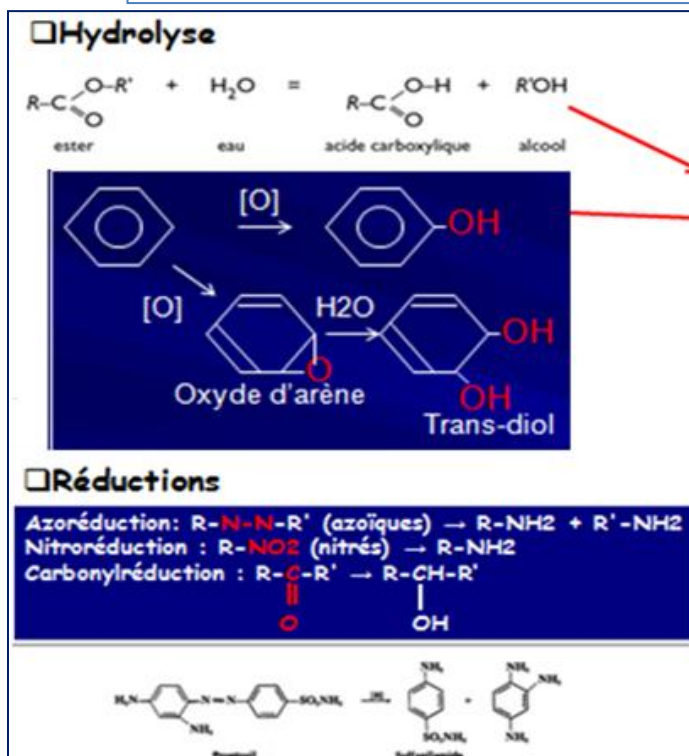 ❑Hydrolyse
R–C O–R' O + H₂O = R–C O–H O + R'OH
ester eau acide carboxylique alcool
[O] OH
[O] H2O OH
O OH
Oxyde d'arène
Trans-diol
❑Réductions
Azoréduction: R-N-N-R' (azoïques) → R-NH2 + R'-NH2
Nitroréduction : R-NO2 (nitrés) → R-NH2
Carbonylréduction : R-C-R' → R-CH-R'
O OH
NH₂ NH₂
H₂N N=N SO₂NH₂ + NH₂
NH₂ SO₂NH₂ NH₂
Sulfanilamide